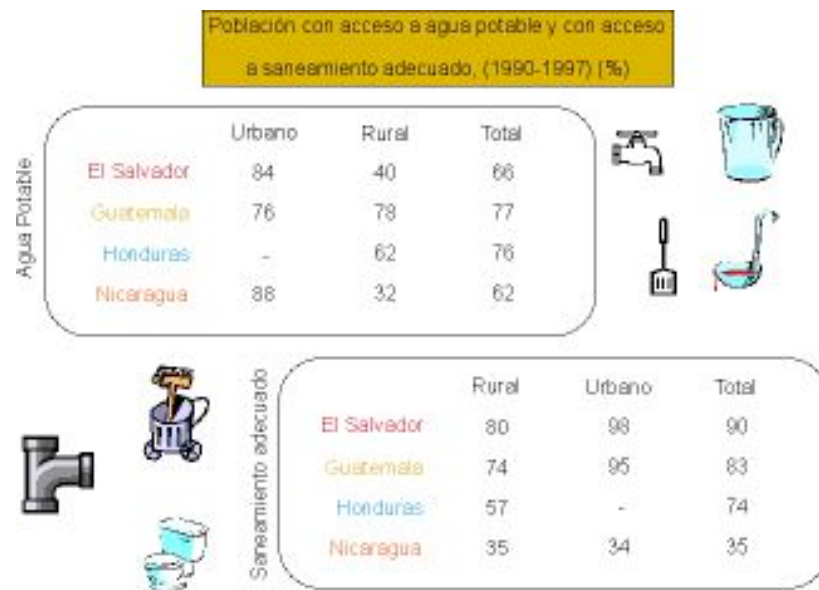 Población con acceso a agua potable y con acceso
a saneamiento adecuado, (1990-1997) (%)
Agua Potable
Urbano Rural Total
El Salvador 84 40 66
Guatemala 76 78 77
Honduras - 62 76
Nicaragua 88 32 62
Saneamiento adecuado
Rural Urbano Total
El Salvador 80 98 90
Guatemala 74 95 83
Honduras 57 - 74
Nicaragua 35 34 35